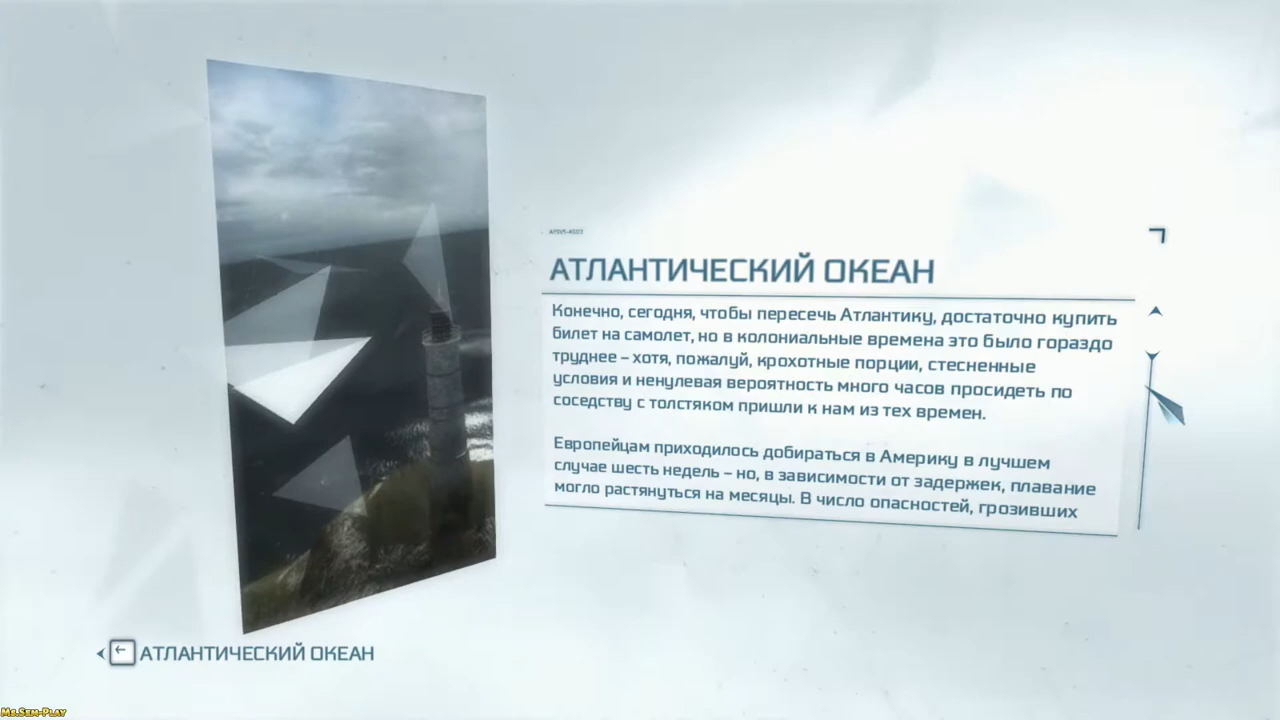 АТЛАНТИЧЕСКИЙ ОКЕАН
Конечно, сегодня, чтобы пересечь Атлантику, достаточно купить
билет на самолет, но в колониальные времена это было гораздо
труднее – хотя, пожалуй, крохотные порции, стесненные
условия и ненулевая вероятность много часов просидеть по
соседству с толстяком пришли к нам из тех времен.
Европейцам приходилось добираться в Америку в лучшем
случае шесть недель – но, в зависимости от задержек, плавание
могло растянуться на месяцы. В число опасностей, грозивших
АТЛАНТИЧЕСКИЙ ОКЕАН
Ms.Sem-Play